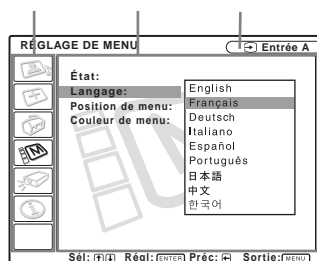 RÉGLAGE DE MENU
Entrée A
État:
Langage:
Position de menu:
Couleur de menu:
English
Français
Deutsch
Italiano
Español
Português
日本語
中文
한국어
Sél: Régl: ENTER Préc: Sortie: MENU